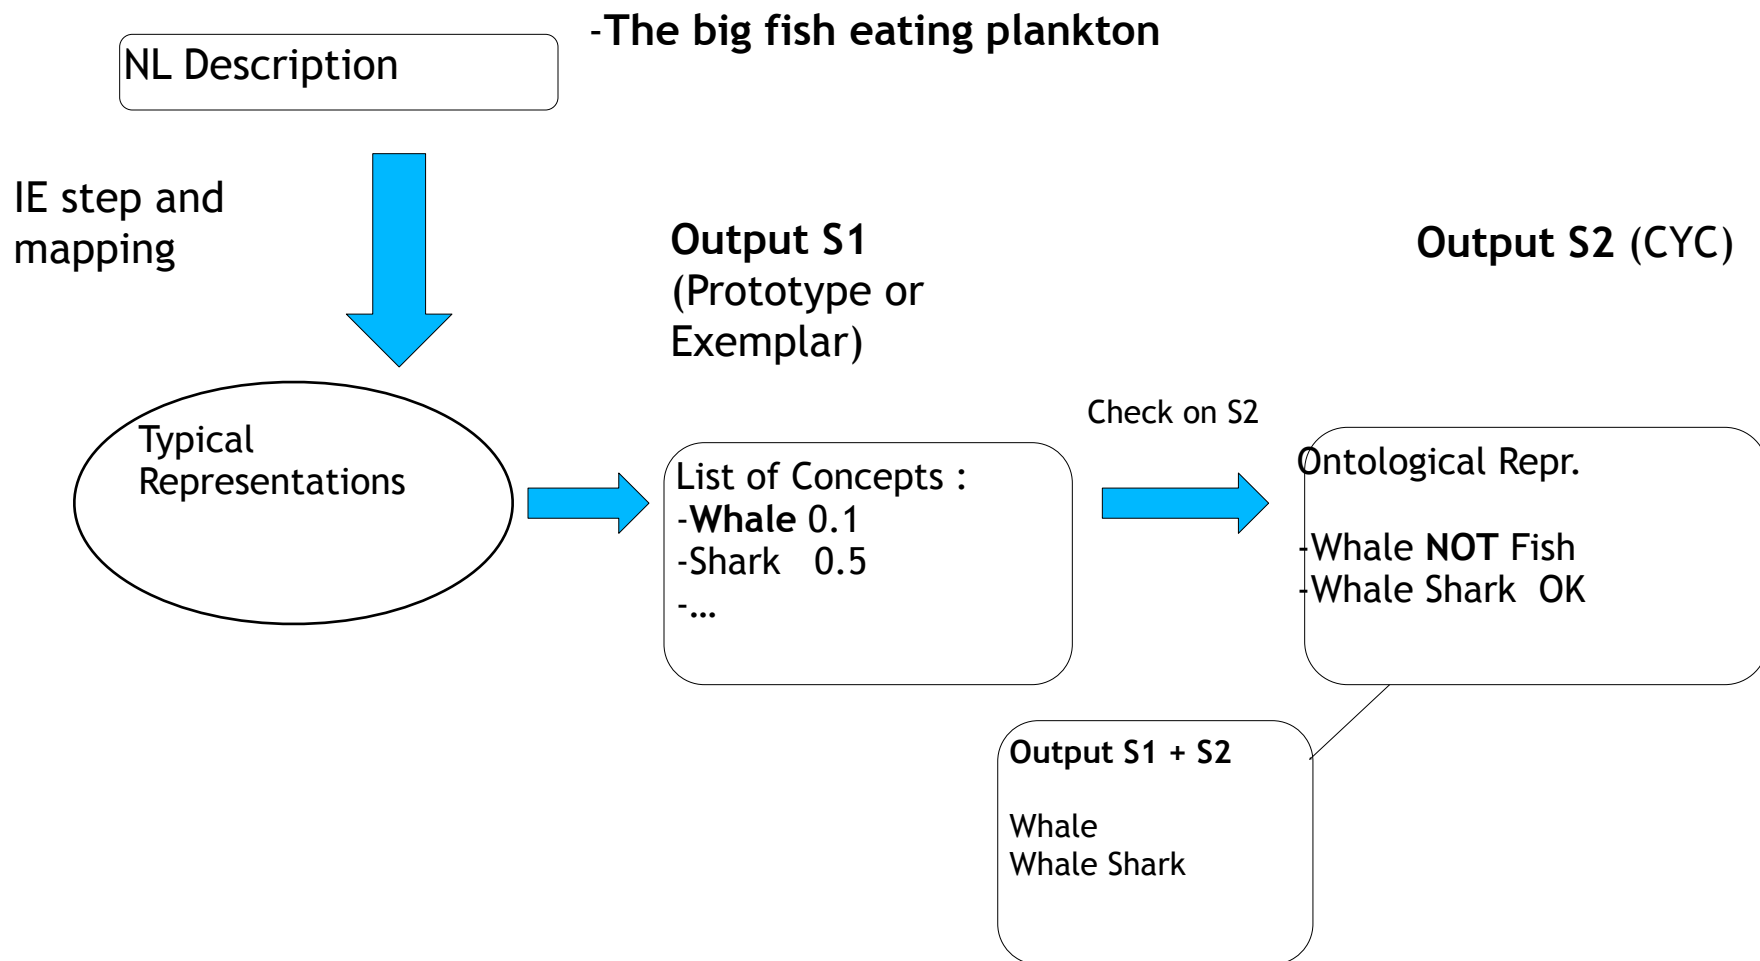 -The big fish eating plankton
NL Description
IE step and
mapping
Output S1
(Prototype or
Exemplar)
Output S2 (CYC)
Typical
Representations
Check on S2
List of Concepts :
-Whale 0.1
-Shark 0.5
-...
Ontological Repr.
-Whale NOT Fish
-Whale Shark OK
Output S1 + S2
Whale
Whale Shark